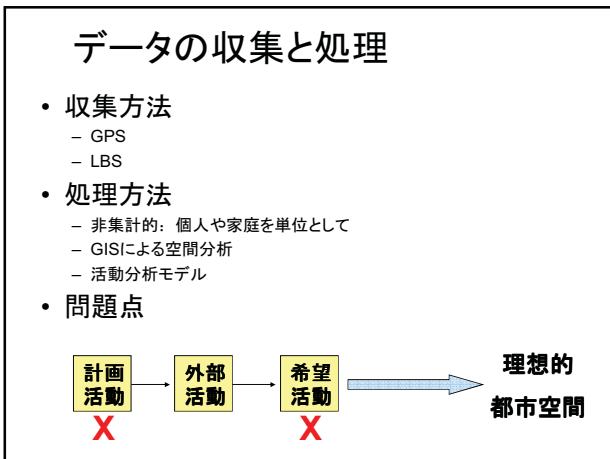 データの収集と処理
• 収集方法
– GPS
– LBS
• 処理方法
– 非集計的: 個人や家庭を単位として
– GISによる空間分析
– 活動分析モデル
• 問題点
計画
活動
外部
活動
希望
活動
理想的
都市空間
X
X